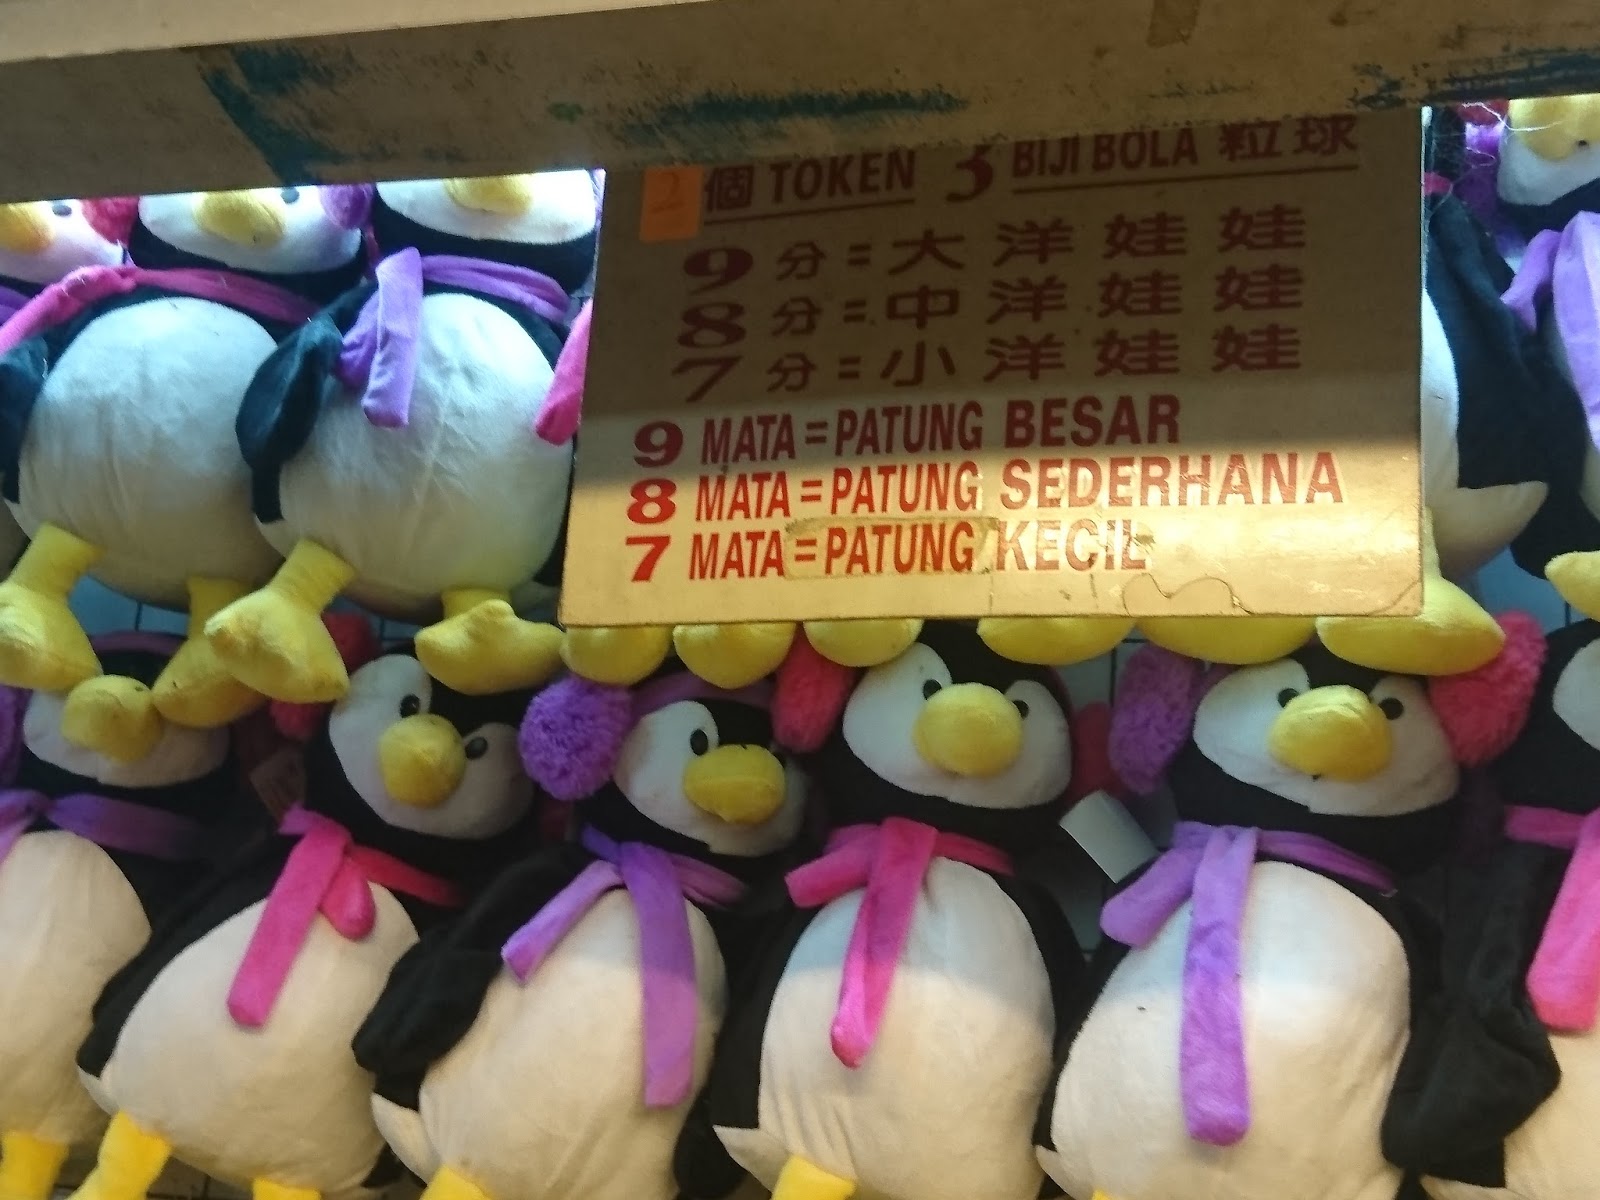 2 個 TOKEN 3 BIJI BOLA 粒球
9 分 = 大 洋 娃 娃
8 分 = 中 洋 娃 娃
7 分 = 小 洋 娃 娃
9 MATA = PATUNG BESAR
8 MATA = PATUNG SEDERHANA
7 MATA = PATUNG KECIL